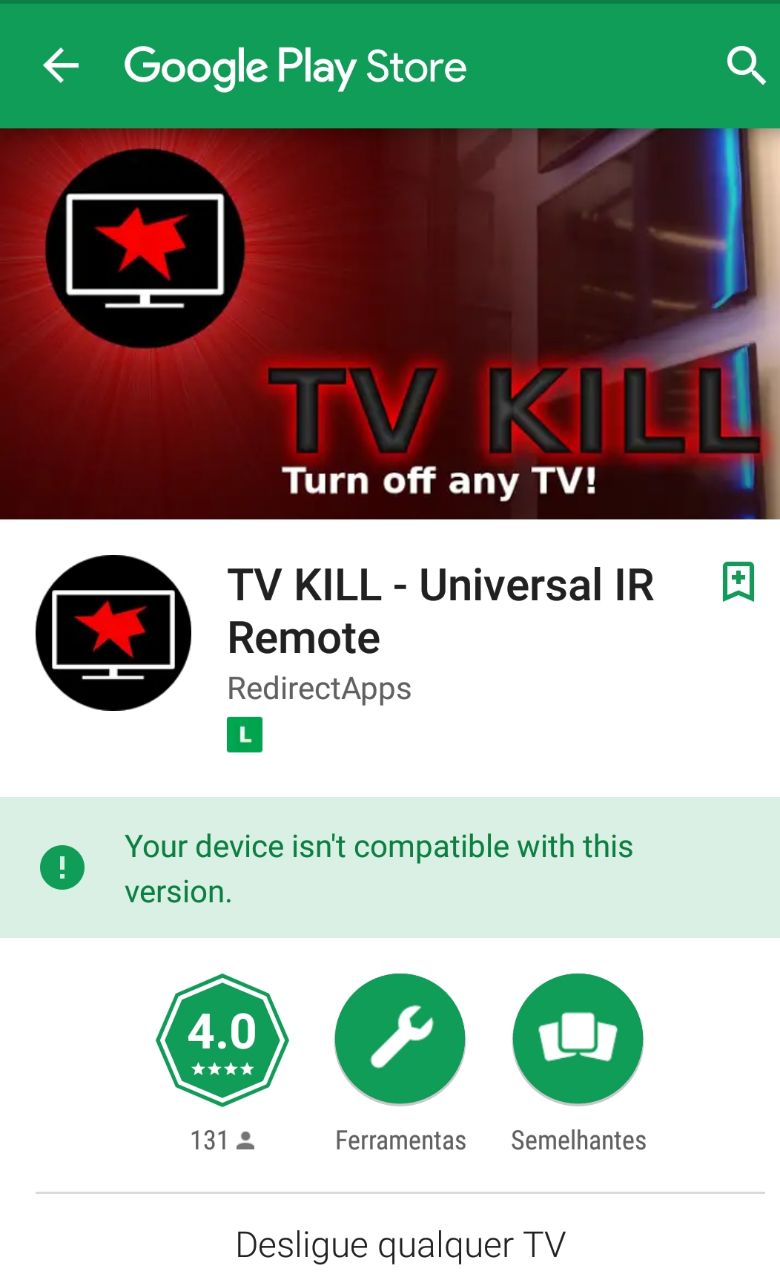 Google Play Store
TV KILL
Turn off any TV!
TV KILL - Universal IR
Remote
RedirectApps
L
Your device isn't compatible with this
version.
4.0
131
Ferramentas
Semelhantes
Desligue qualquer TV